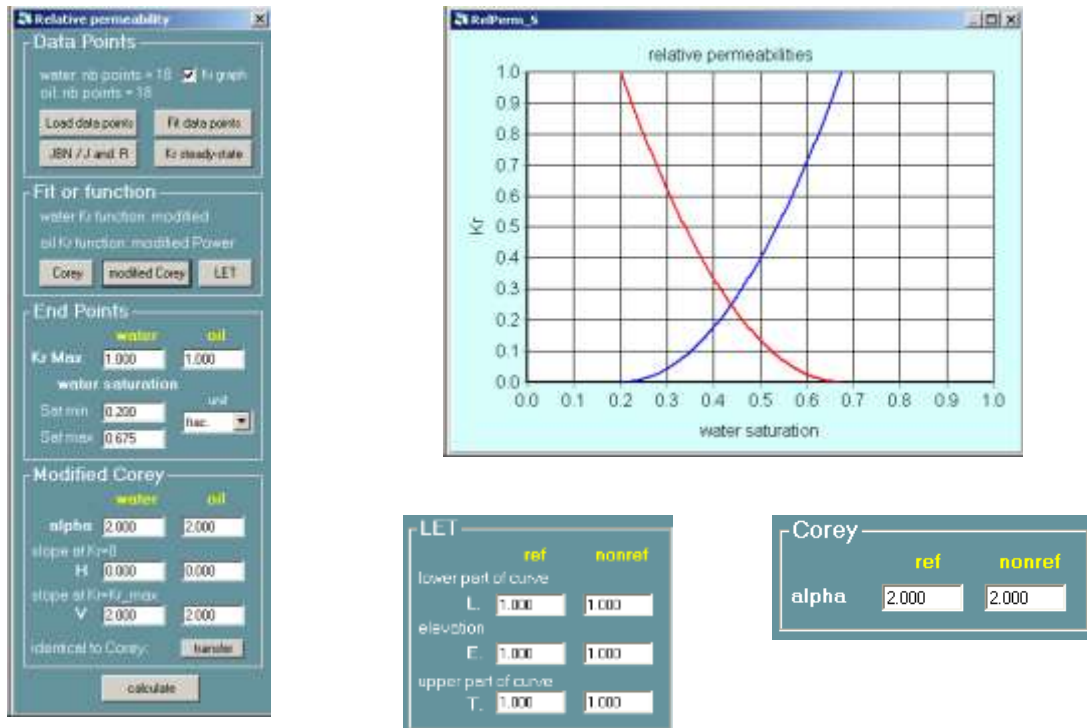 Relative permeability
Data Points
water: nb points = 18 Kr graph
oil: nb points = 18
Load data points Fit data points
JBN / J and R Kr steady-state
Fit or function
water Kr function: modified
oil Kr function: modified Power
Corey modified Corey LET
End Points
water oil
Kr Max 1.000 1.000
water saturation
unit
Sat min 0.200
frac.
Sat max 0.675
Modified Corey
water oil
alpha 2.000 2.000
slope at Kr=0
H 0.000 0.000
slope at Kr=Kr_max
V 2.000 2.000
identical to Corey: transfer
calculate
RelPerm_S
relative permeabilities
1.0
0.9
0.8
0.7
0.6
0.5
0.4
0.3
0.2
0.1
0.0
Kr
0.0 0.1 0.2 0.3 0.4 0.5 0.6 0.7 0.8 0.9 1.0
water saturation
LET
ref nonref
lower part of curve
L. 1.000 1.000
elevation
E. 1.000 1.000
upper part of curve
T. 1.000 1.000
Corey
ref nonref
alpha 2.000 2.000